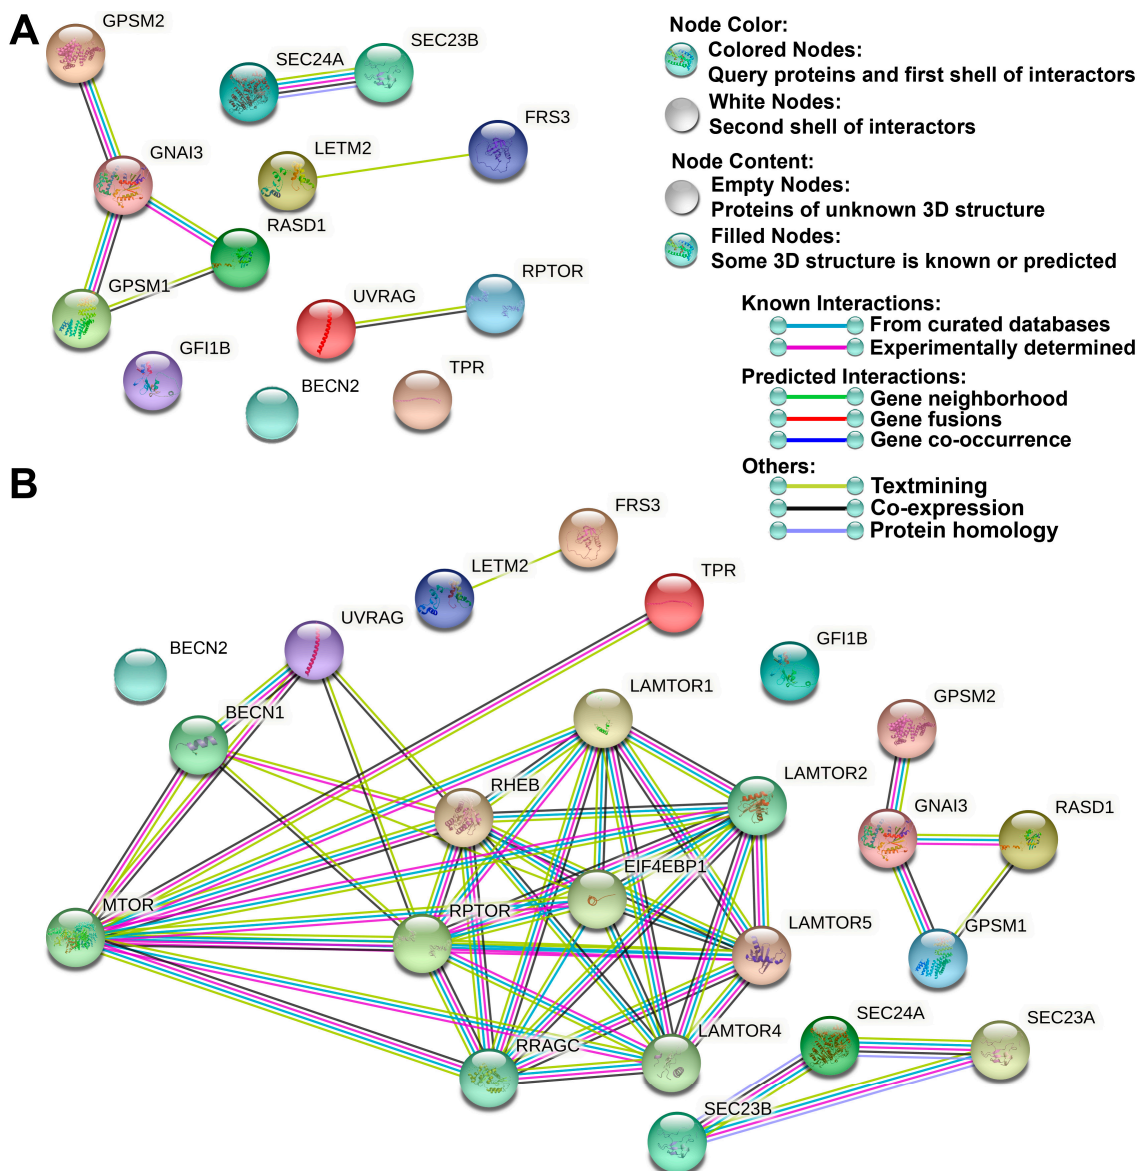 A
GPSM2
SEC24A
SEC23B
GNAI3
LETM2
FRS3
RASD1
GPSM1
UVRAG
RPTOR
GFI1B
BECN2
TPR
Node Color:
Colored Nodes:
Query proteins and first shell of interactors
White Nodes:
Second shell of interactors
Node Content:
Empty Nodes:
Proteins of unknown 3D structure
Filled Nodes:
Some 3D structure is known or predicted
Known Interactions:
From curated databases
Experimentally determined
Predicted Interactions:
Gene neighborhood
Gene fusions
Gene co-occurrence
Others:
Textmining
Co-expression
Protein homology
B
FRS3
LETM2
TPR
UVRAG
BECN2
GFI1B
LAMTOR1
GPSM2
BECN1
LAMTOR2
RHEB
GNAI3
RASD1
EIF4EBP1
MTOR
RPTOR
LAMTOR5
GPSM1
SEC24A
SEC23A
LAMTOR4
RRAGC
SEC23B